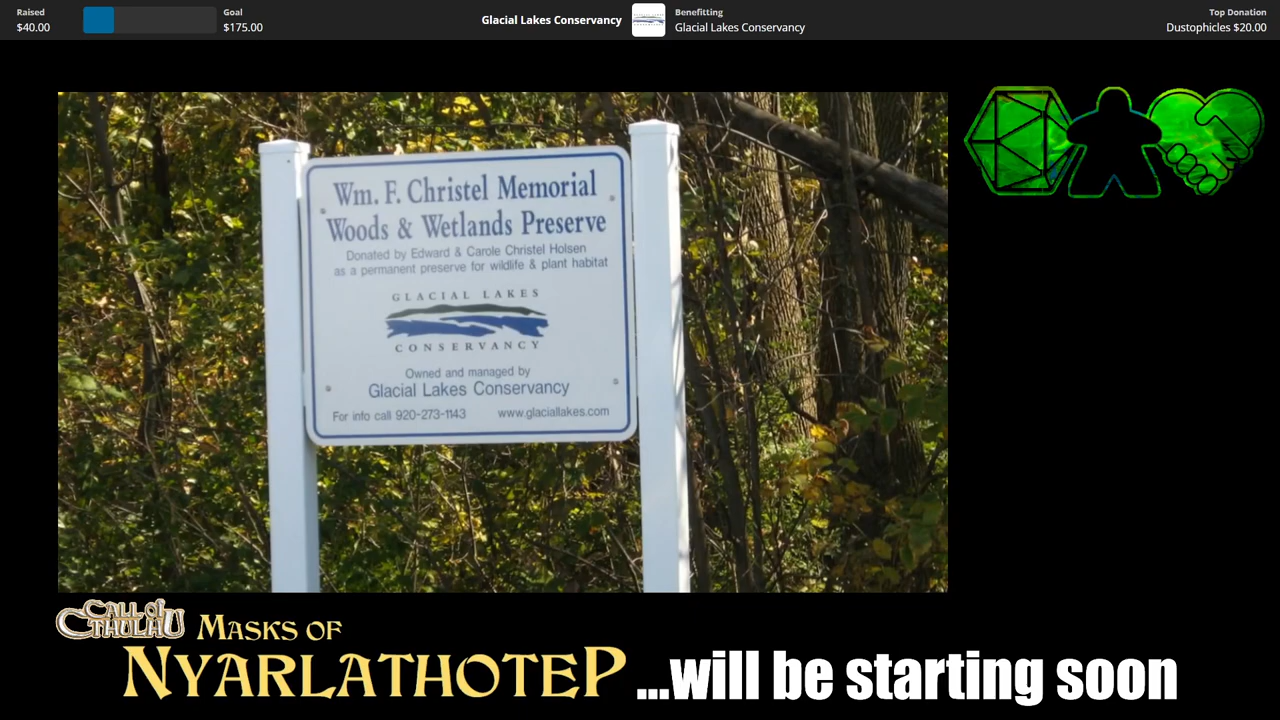 Raised
$40.00
Goal
$175.00
Glacial Lakes Conservancy
Benefitting
Glacial Lakes Conservancy
Top Donation
Dustophicles $20.00
Wm. F. Christel Memorial
Woods & Wetlands Preserve
Donated by Edward & Carole Christel Holsen
as a permanent preserve for wildlife & plant habitat
GLACIAL LAKES
CONSERVANCY
Owned and managed by
Glacial Lakes Conservancy
For info call 920-273-1143 www.glaciallakes.com
CALL of CTHULHU
MASKS OF
NYARLATHOTEP ...will be starting soon